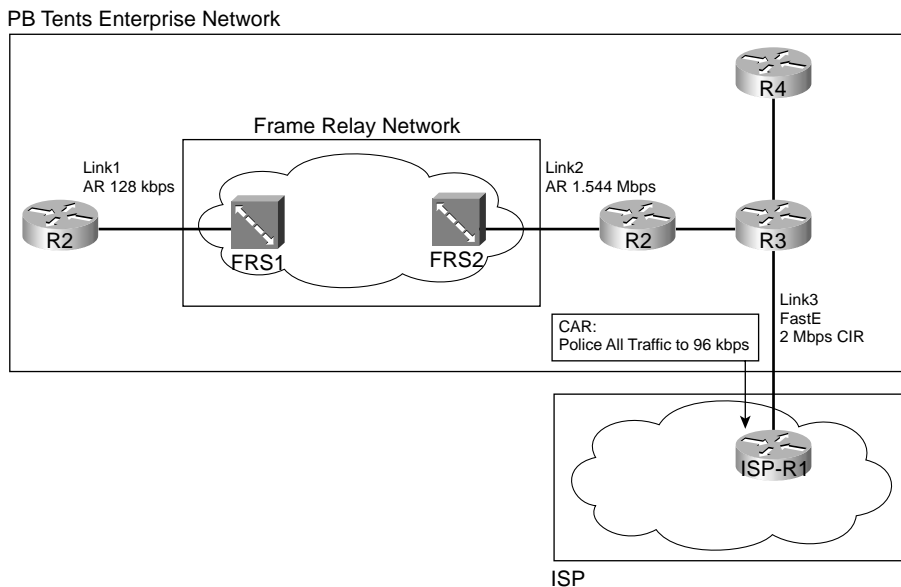 PB Tents Enterprise Network
R4
Frame Relay Network
Link1
AR 128 kbps
Link2
AR 1.544 Mbps
R2
FRS1
FRS2
R2
R3
Link3
FastE
2 Mbps CIR
CAR:
Police All Traffic to 96 kbps
ISP-R1
ISP